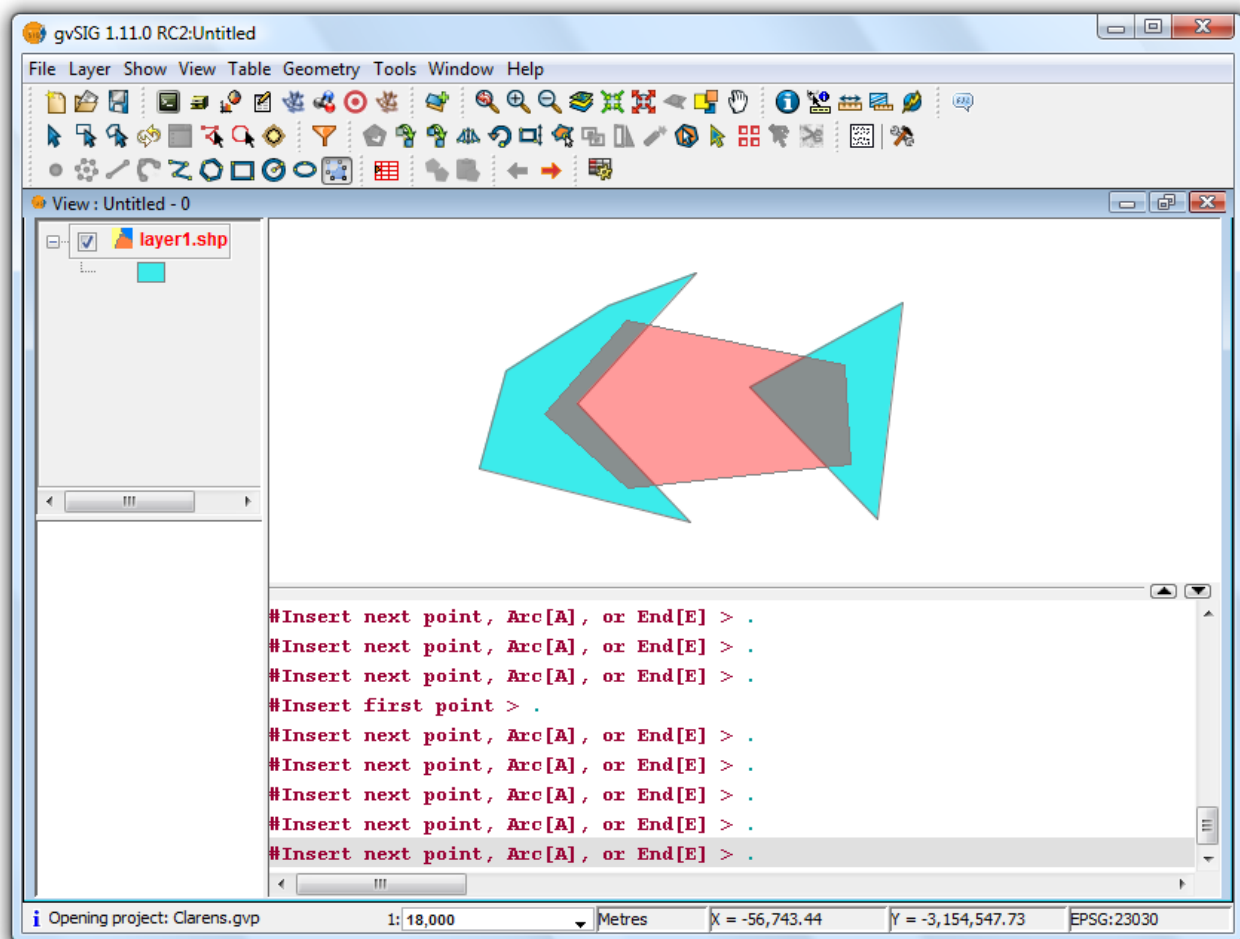 gvSIG 1.11.0 RC2:Untitled
File Layer Show View Table Geometry Tools Window Help
View : Untitled - 0
layer1.shp
#Insert next point, Arc[A], or End[E] > .
#Insert next point, Arc[A], or End[E] > .
#Insert next point, Arc[A], or End[E] > .
#Insert first point > .
#Insert next point, Arc[A], or End[E] > .
#Insert next point, Arc[A], or End[E] > .
#Insert next point, Arc[A], or End[E] > .
#Insert next point, Arc[A], or End[E] > .
#Insert next point, Arc[A], or End[E] > .
Opening project: Clarens.gvp 1: 18,000 Metres X = -56,743.44 Y = -3,154,547.73 EPSG:23030